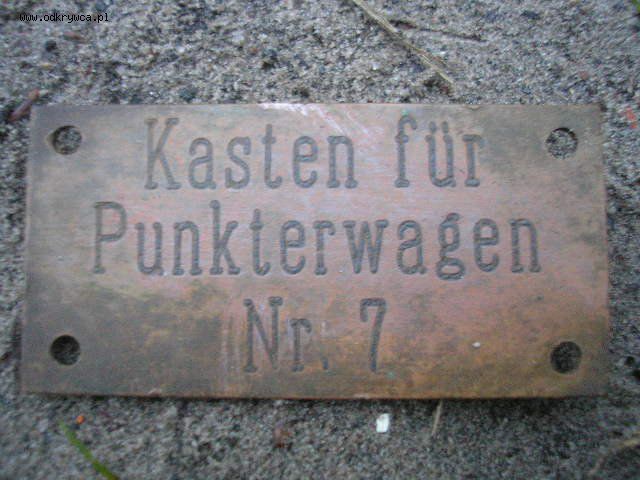 www.odkrywca.pl
Kasten für
Punkterwagen
Nr. 7